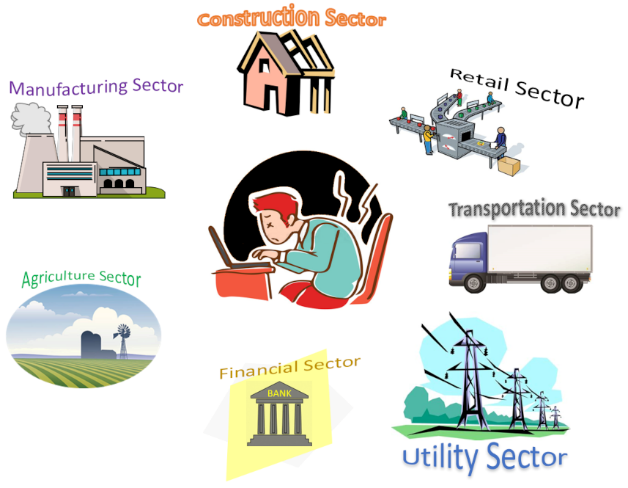 Construction Sector
Manufacturing Sector
Retail Sector
Transportation Sector
Agriculture Sector
Financial Sector
BANK
Utility Sector